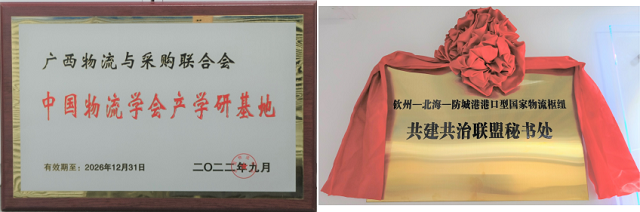 广西物流与采购联合会
中国物流学会产学研基地
有效期至：2026年12月31日
二〇二二年九月
钦州—北海—防城港港口型国家物流枢纽
共建共治联盟秘书处